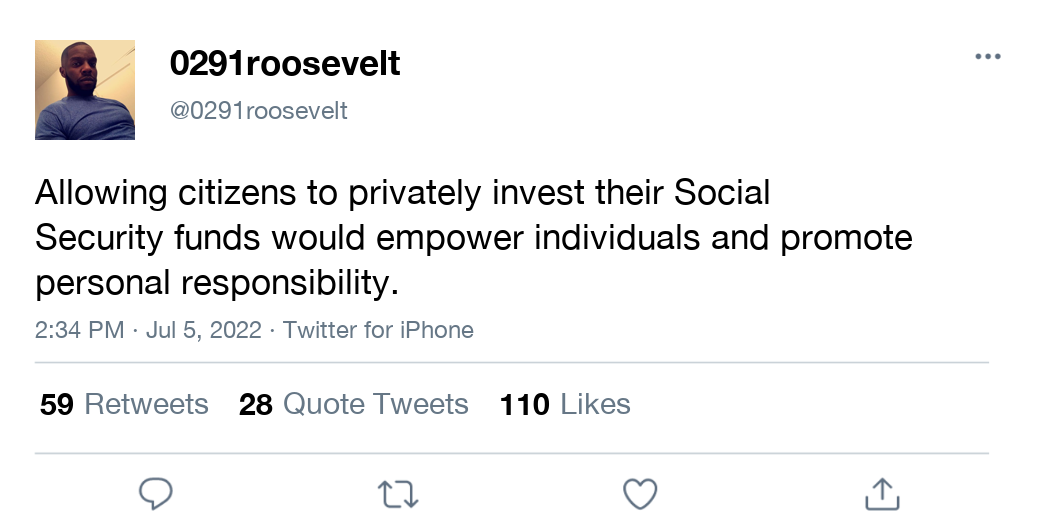 0291roosevelt
@0291roosevelt
Allowing citizens to privately invest their Social
Security funds would empower individuals and promote
personal responsibility.
2:34 PM · Jul 5, 2022 · Twitter for iPhone
59 Retweets 28 Quote Tweets 110 Likes